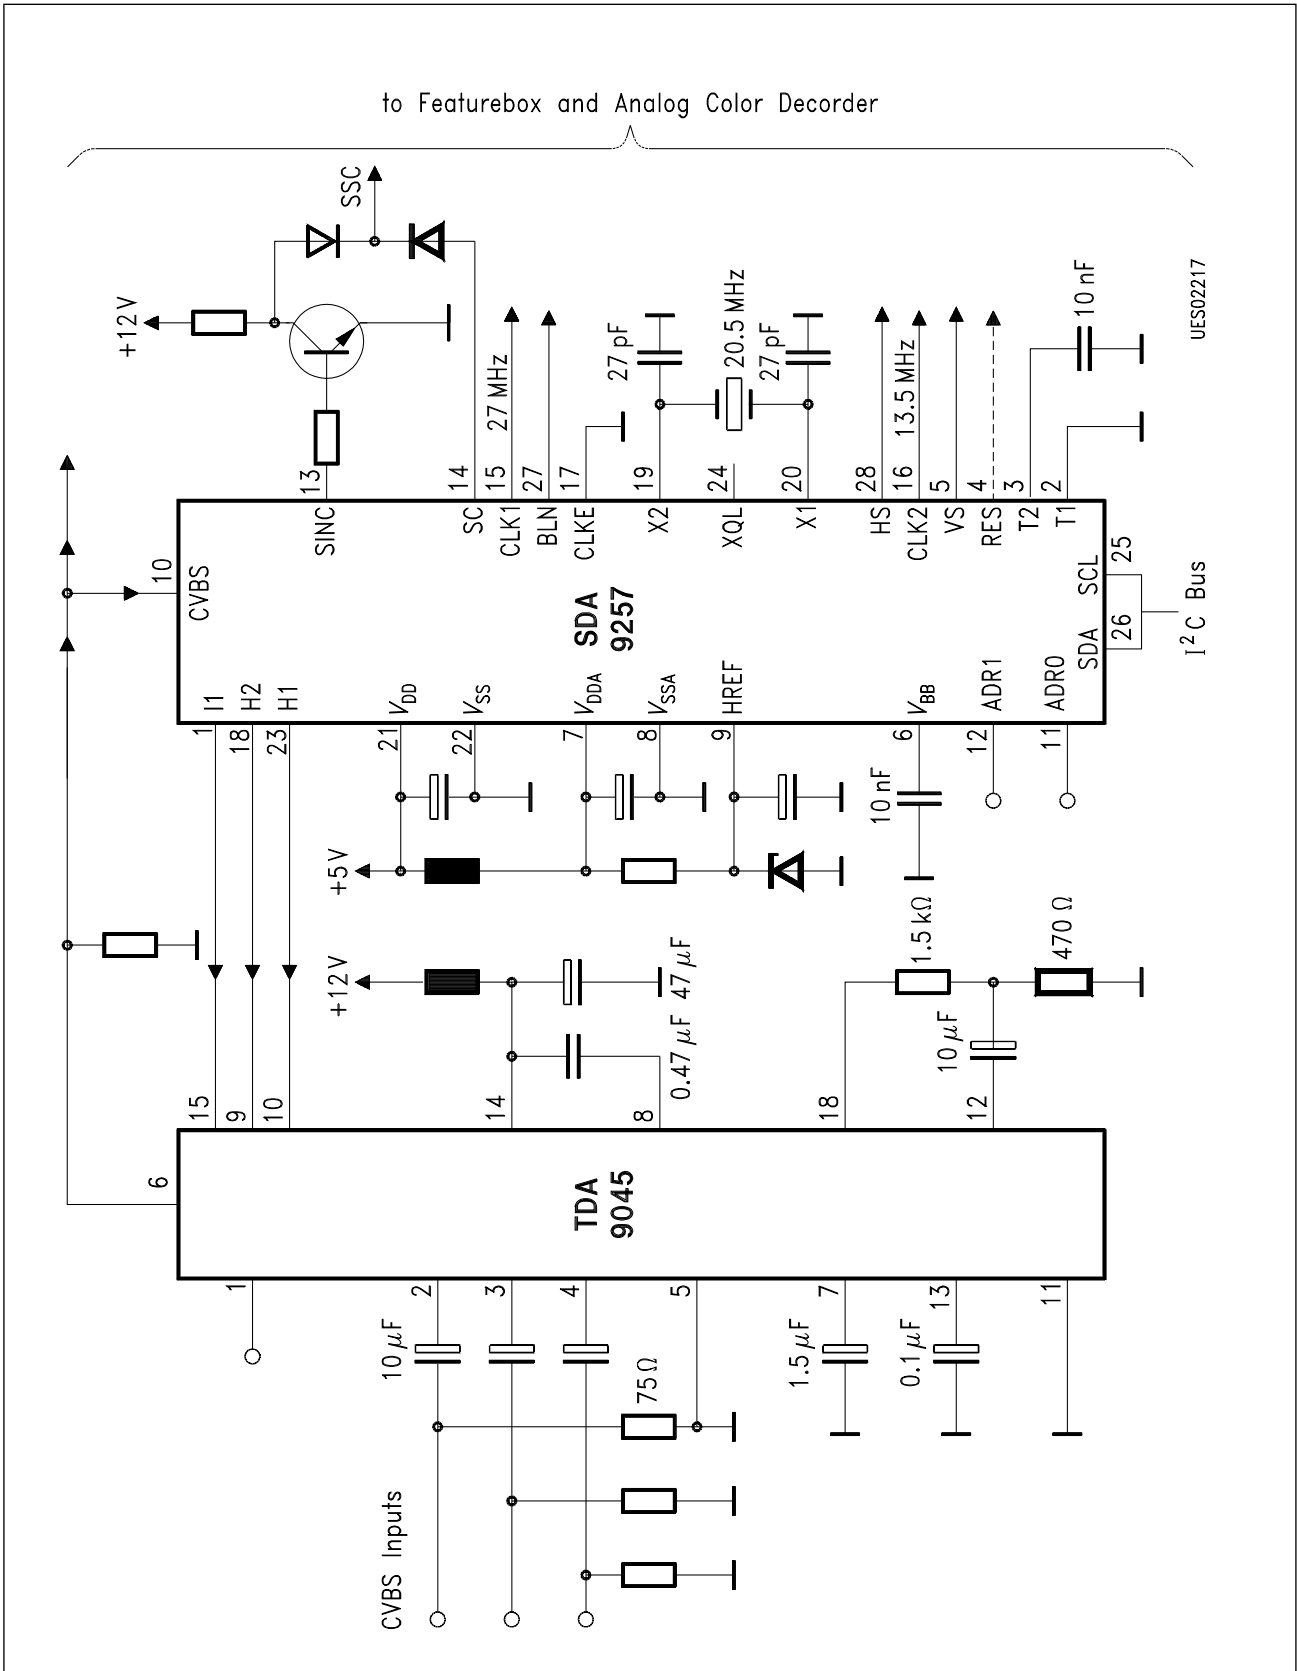 to Featurebox and Analog Color Decorder
SSC
+12 V
27 MHz
27 pF
20.5 MHz
27 pF
13.5 MHz
10 nF
UES02217
13
14
15
27
17
19
24
20
28
16
5
4
3
2
10
CVBS
SINC
SC
CLK1
BLN
CLKE
X2
XQL
X1
HS
CLK2
VS
RES
T2
T1
SDA
9257
SCL
25
SDA
26
I²C Bus
I1
H2
H1
VDD
VSS
VDDA
VSSA
HREF
VBB
ADR1
ADR0
1
18
23
21
22
7
8
9
6
12
11
10 nF
+5 V
+12 V
47 µF
0.47 µF
1.5 kΩ
470 Ω
10 µF
15
9
10
14
8
18
12
6
TDA
9045
1
2
3
4
5
7
13
11
10 µF
75 Ω
1.5 µF
0.1 µF
CVBS Inputs